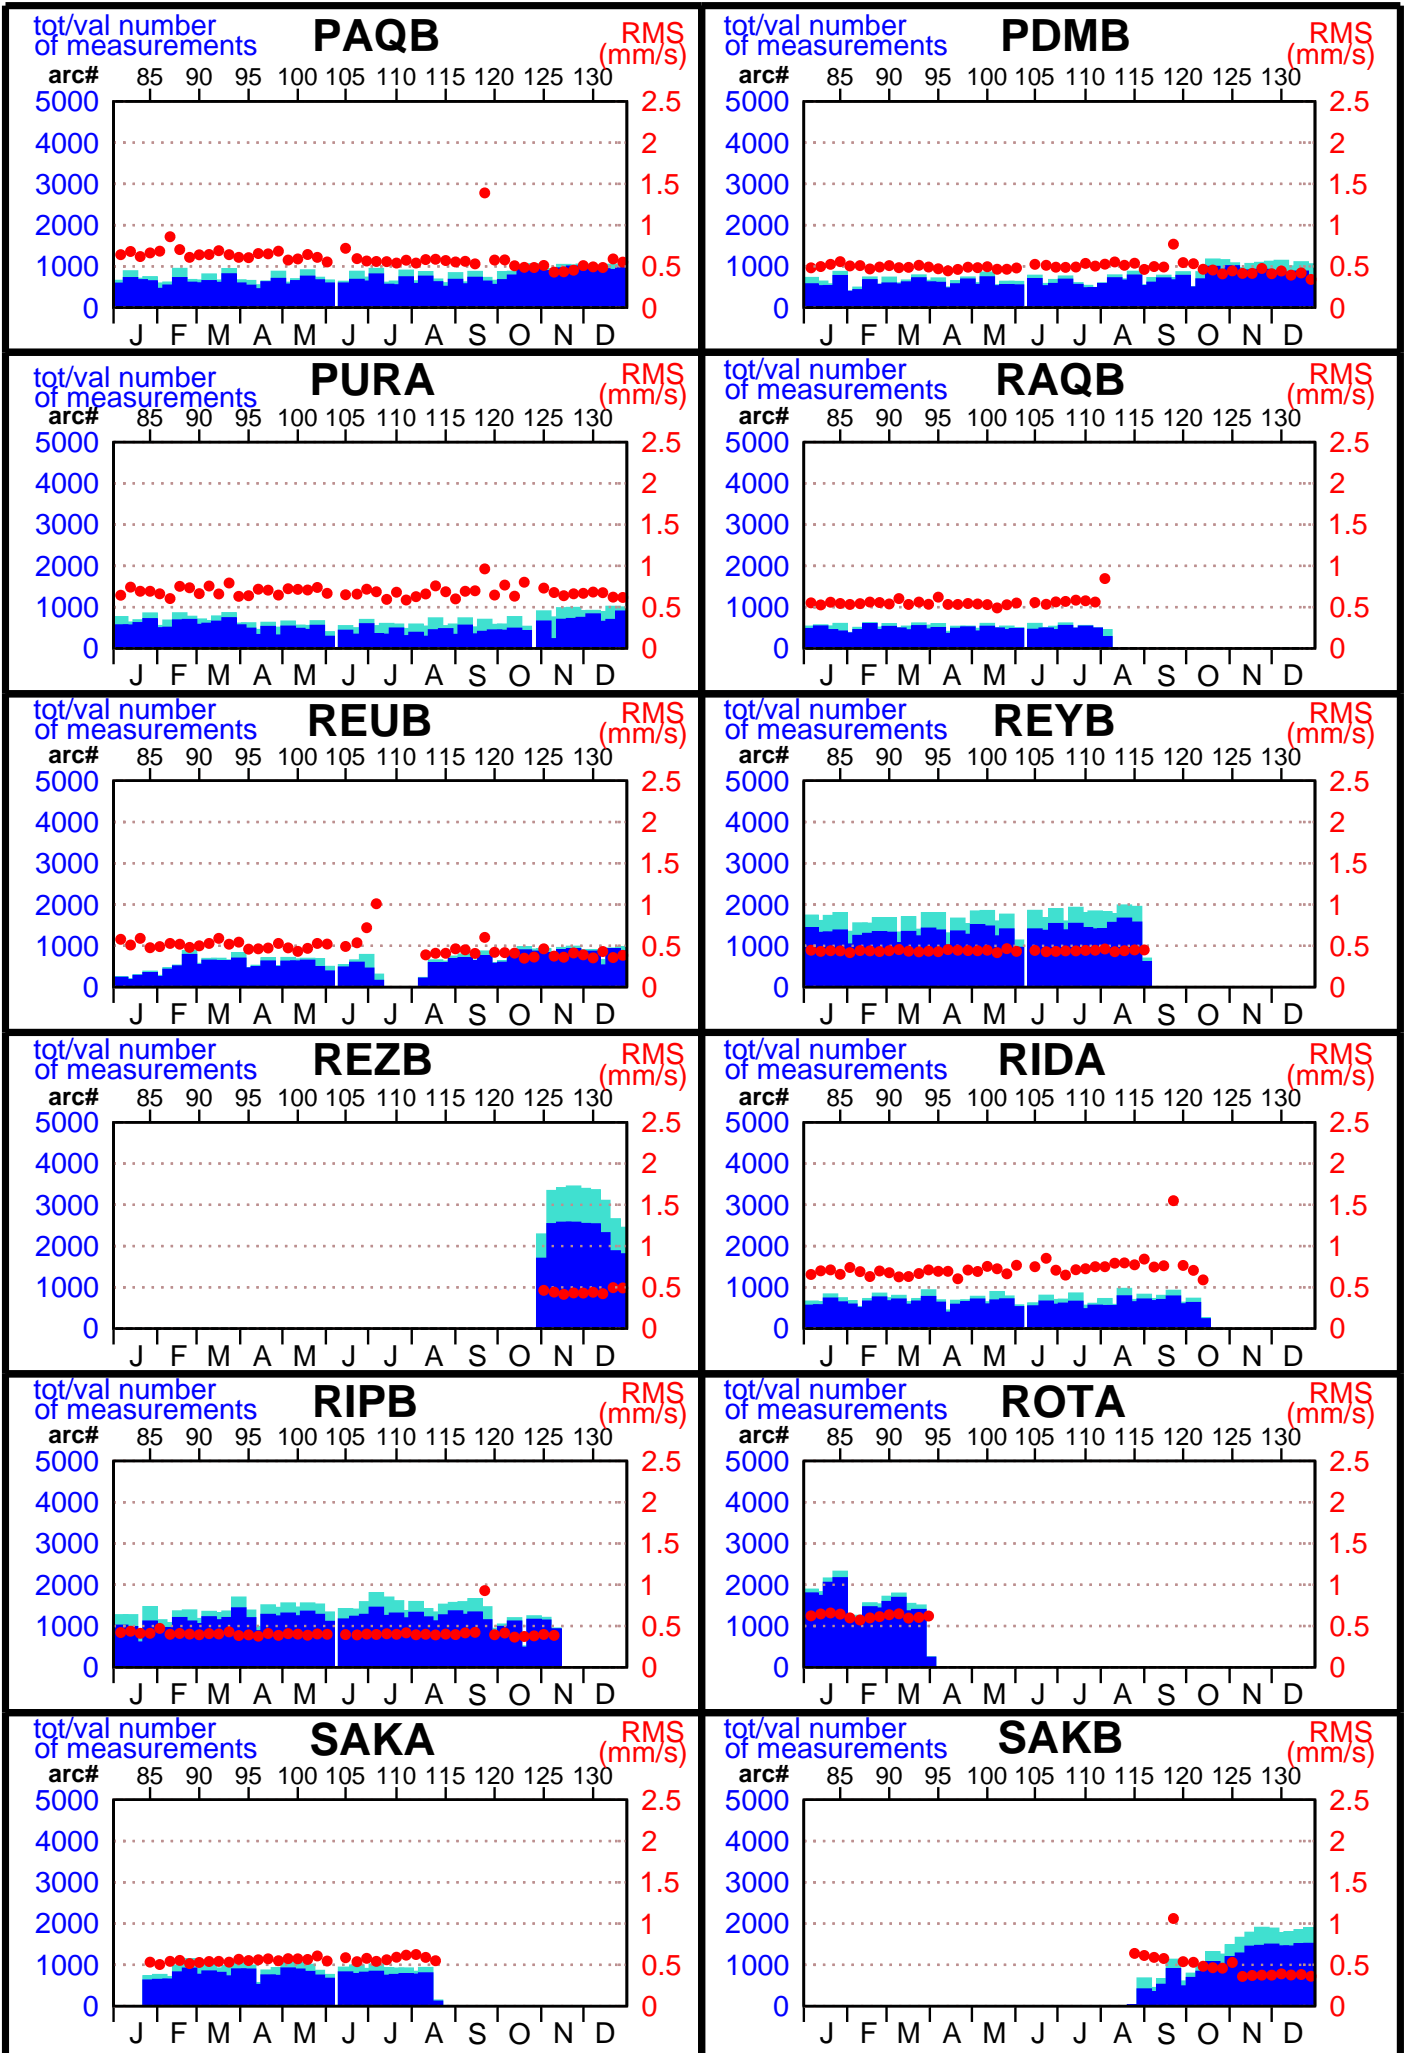 tot/val number
of measurements
PAQB
RMS
(mm/s)
arc# 85 90 95 100 105 110 115 120 125 130
5000 2.5
4000 2
3000 1.5
2000 1
1000 0.5
0 0
J F M A M J J A S O N D
tot/val number
of measurements
PDMB
RMS
(mm/s)
arc# 85 90 95 100 105 110 115 120 125 130
5000 2.5
4000 2
3000 1.5
2000 1
1000 0.5
0 0
J F M A M J J A S O N D
tot/val number
of measurements
PURA
RMS
(mm/s)
arc# 85 90 95 100 105 110 115 120 125 130
5000 2.5
4000 2
3000 1.5
2000 1
1000 0.5
0 0
J F M A M J J A S O N D
tot/val number
of measurements
RAQB
RMS
(mm/s)
arc# 85 90 95 100 105 110 115 120 125 130
5000 2.5
4000 2
3000 1.5
2000 1
1000 0.5
0 0
J F M A M J J A S O N D
tot/val number
of measurements
REUB
RMS
(mm/s)
arc# 85 90 95 100 105 110 115 120 125 130
5000 2.5
4000 2
3000 1.5
2000 1
1000 0.5
0 0
J F M A M J J A S O N D
tot/val number
of measurements
REYB
RMS
(mm/s)
arc# 85 90 95 100 105 110 115 120 125 130
5000 2.5
4000 2
3000 1.5
2000 1
1000 0.5
0 0
J F M A M J J A S O N D
tot/val number
of measurements
REZB
RMS
(mm/s)
arc# 85 90 95 100 105 110 115 120 125 130
5000 2.5
4000 2
3000 1.5
2000 1
1000 0.5
0 0
J F M A M J J A S O N D
tot/val number
of measurements
RIDA
RMS
(mm/s)
arc# 85 90 95 100 105 110 115 120 125 130
5000 2.5
4000 2
3000 1.5
2000 1
1000 0.5
0 0
J F M A M J J A S O N D
tot/val number
of measurements
RIPB
RMS
(mm/s)
arc# 85 90 95 100 105 110 115 120 125 130
5000 2.5
4000 2
3000 1.5
2000 1
1000 0.5
0 0
J F M A M J J A S O N D
tot/val number
of measurements
ROTA
RMS
(mm/s)
arc# 85 90 95 100 105 110 115 120 125 130
5000 2.5
4000 2
3000 1.5
2000 1
1000 0.5
0 0
J F M A M J J A S O N D
tot/val number
of measurements
SAKA
RMS
(mm/s)
arc# 85 90 95 100 105 110 115 120 125 130
5000 2.5
4000 2
3000 1.5
2000 1
1000 0.5
0 0
J F M A M J J A S O N D
tot/val number
of measurements
SAKB
RMS
(mm/s)
arc# 85 90 95 100 105 110 115 120 125 130
5000 2.5
4000 2
3000 1.5
2000 1
1000 0.5
0 0
J F M A M J J A S O N D